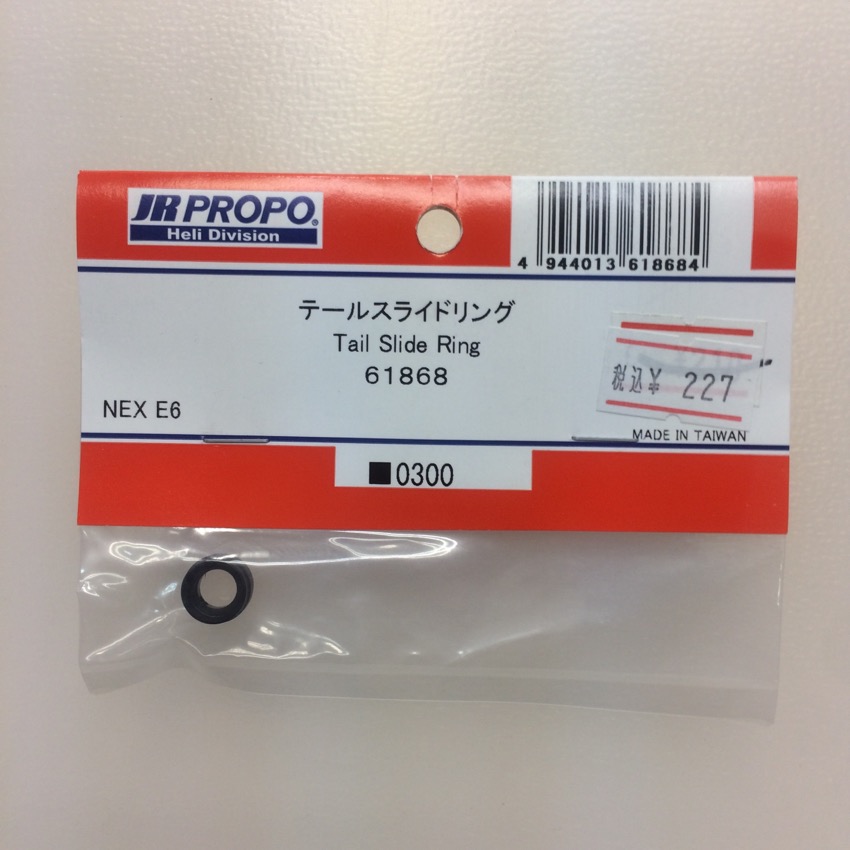 JR PROPO®
Heli Division
4 944013 618684
テールスライドリング
Tail Slide Ring
61868
税込¥ 227
NEX E6
MADE IN TAIWAN
■0300